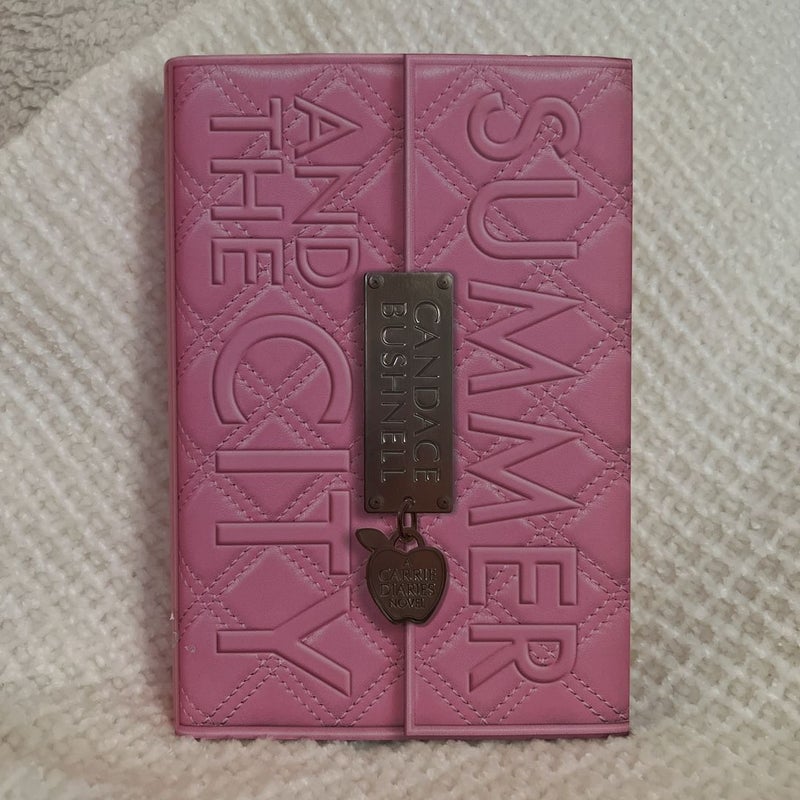 SUMMER
AND
THE
CITY
CANDACE
BUSHNELL
A
CARRIE
DIARIES
NOVEL